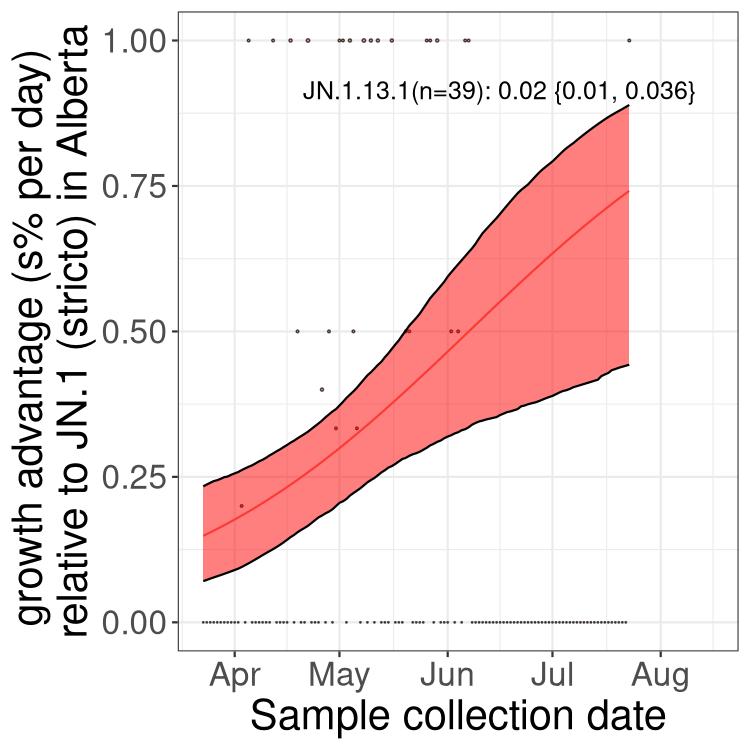 growth advantage (s% per day)
relative to JN.1 (stricto) in Alberta
1.00
0.75
0.50
0.25
0.00
JN.1.13.1(n=39): 0.02 {0.01, 0.036}
Apr May Jun Jul Aug
Sample collection date